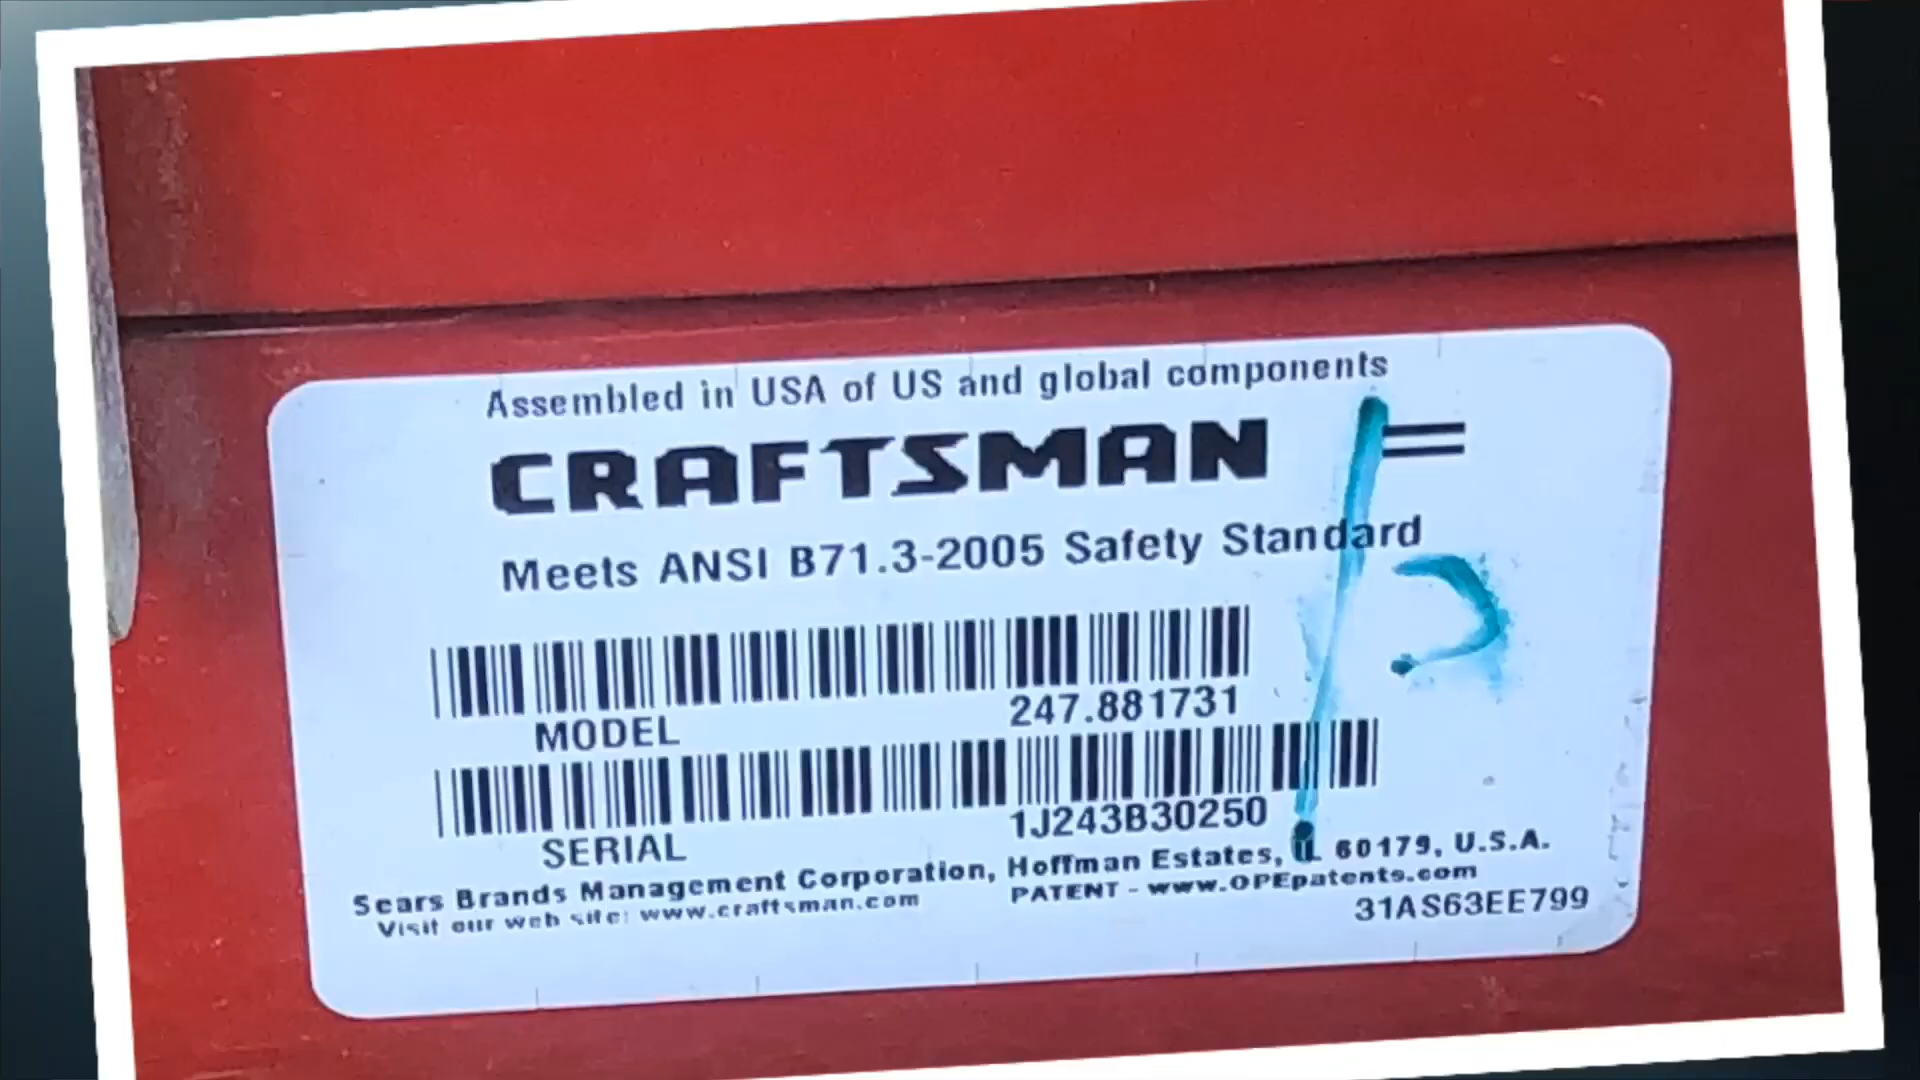 Assembled in USA of US and global components
CRAFTSMAN
Meets ANSI B71.3-2005 Safety Standard
MODEL 247.881731
SERIAL 1J243B30250
Sears Brands Management Corporation, Hoffman Estates, IL 60179, U.S.A.
Visit our web site: www.craftsman.com PATENT - www.OPEpatents.com
31AS63EE799